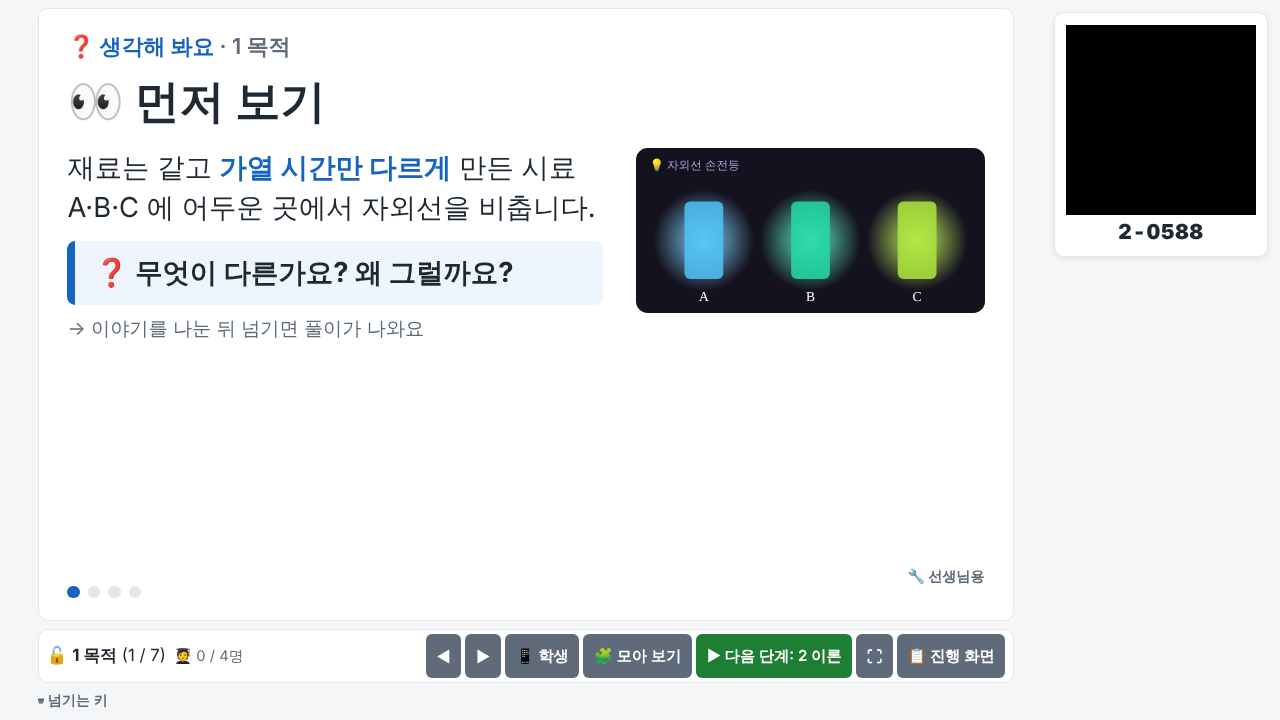 ❓ 생각해 봐요 · 1 목적
👀 먼저 보기
재료는 같고 가열 시간만 다르게 만든 시료
A·B·C 에 어두운 곳에서 자외선을 비춥니다.
❓ 무엇이 다른가요? 왜 그럴까요?
→ 이야기를 나눈 뒤 넘기면 풀이가 나와요
💡 자외선 손전등
A B C
🔧 선생님용
2-0588
🔓 1 목적 (1 / 7) 🧑‍🎓 0 / 4명
◀ ▶ 📱 학생 🧩 모아 보기 ▶ 다음 단계: 2 이론 ⛶ 📋 진행 화면
넘기는 키